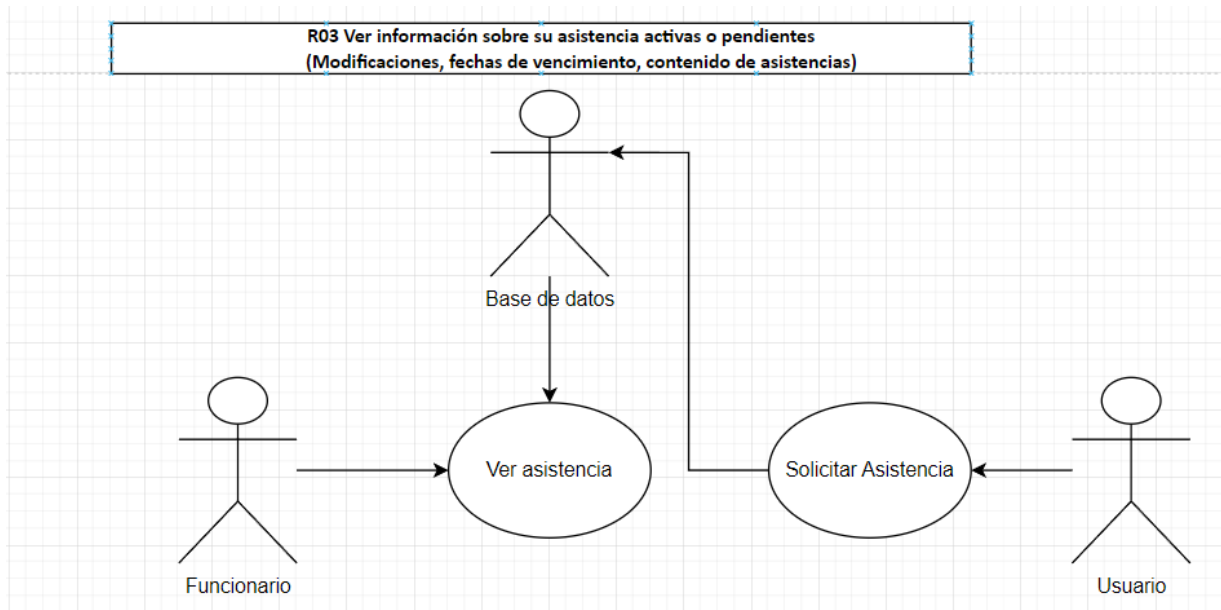 R03 Ver información sobre su asistencia activas o pendientes
(Modificaciones, fechas de vencimiento, contenido de asistencias)
Base de datos
Ver asistencia
Solicitar Asistencia
Funcionario
Usuario